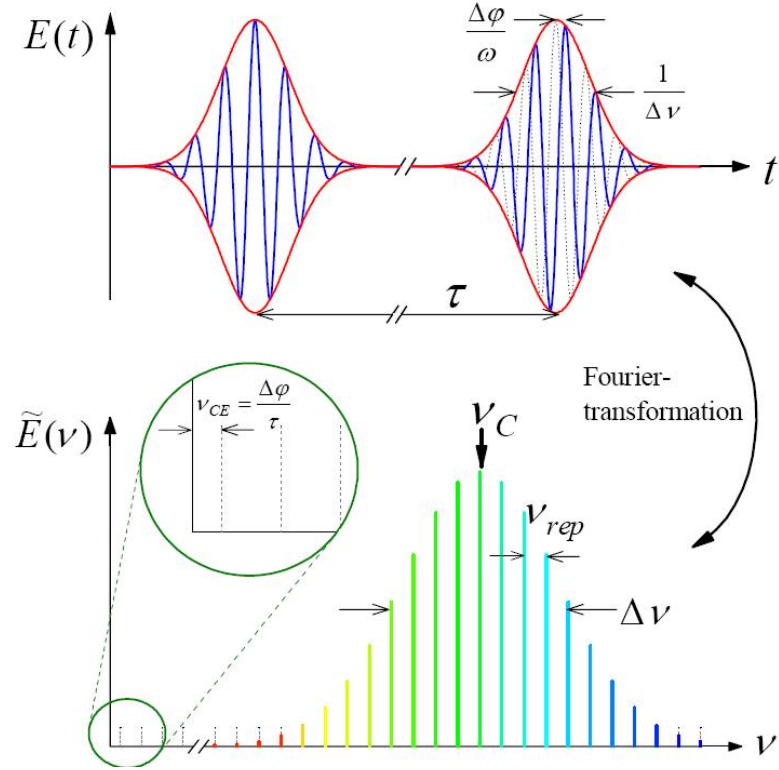 E(t)
Δφ/ω
1/Δν
t
τ
Fourier-
transformation
Ẽ(ν)
ν_CE = Δφ/τ
ν_C
ν_rep
Δν
ν